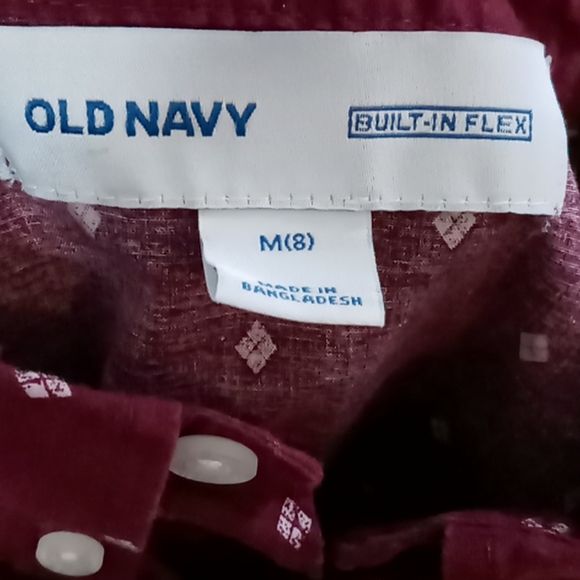 OLD NAVY
BUILT-IN FLEX
M(8)
MADE IN
BANGLADESH